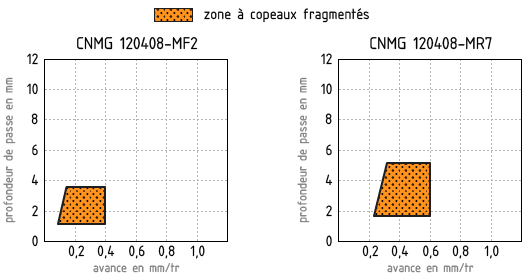 zone à copeaux fragmentés
CNMG 120408-MF2
profondeur de passe en mm
12
10
8
6
4
2
0
0,2 0,4 0,6 0,8 1,0
avance en mm/tr
CNMG 120408-MR7
profondeur de passe en mm
12
10
8
6
4
2
0
0,2 0,4 0,6 0,8 1,0
avance en mm/tr